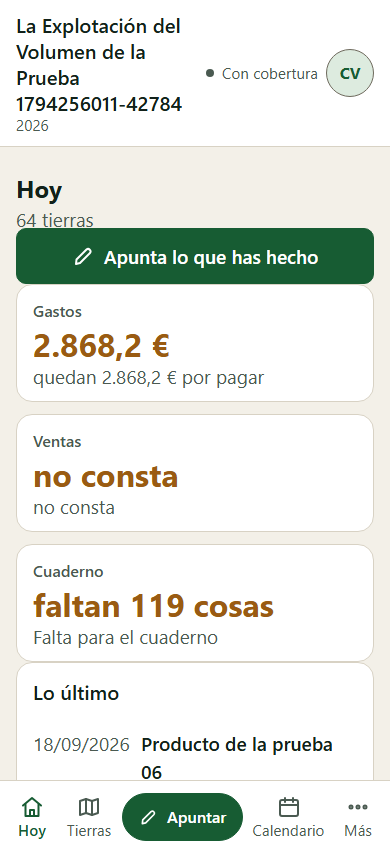 La Explotación del
Volumen de la
Prueba
1794256011-42784
2026
Con cobertura
CV
Hoy
64 tierras
Apunta lo que has hecho
Gastos
2.868,2 €
quedan 2.868,2 € por pagar
Ventas
no consta
no consta
Cuaderno
faltan 119 cosas
Falta para el cuaderno
Lo último
18/09/2026 Producto de la prueba
06
Hoy
Tierras
Apuntar
Calendario
Más